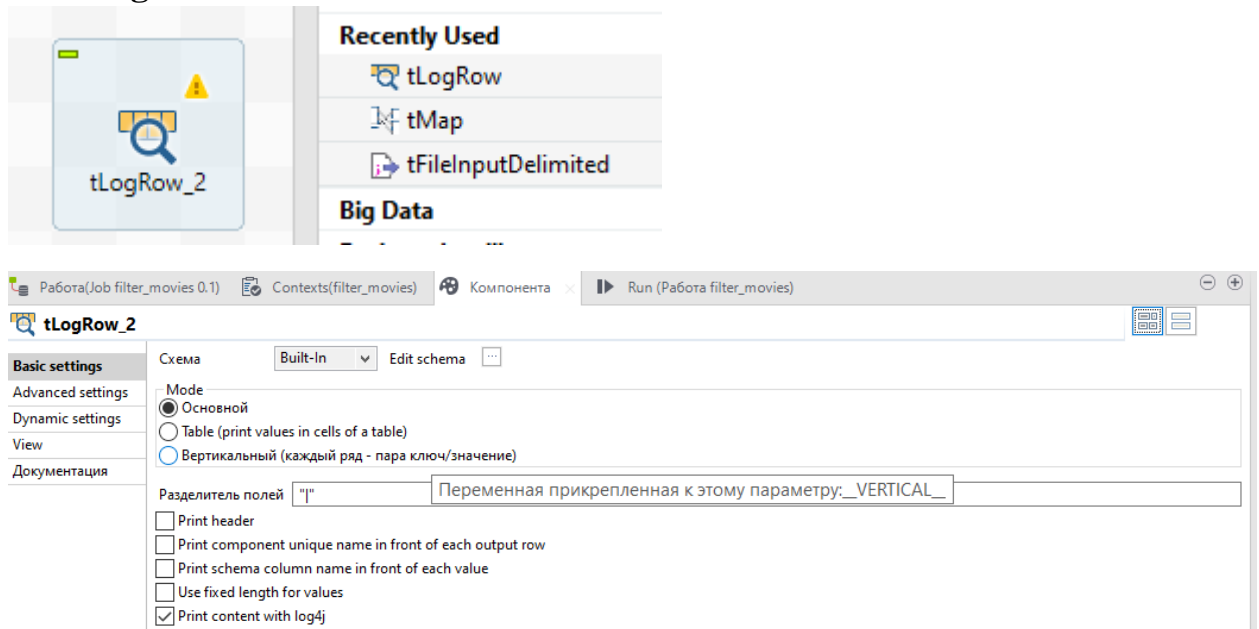 Recently Used
tLogRow
tMap
tFileInputDelimited
tLogRow_2
Big Data
Работа(Job filter_movies 0.1) Contexts(filter_movies) Компонента Run (Работа filter_movies)
tLogRow_2
Basic settings
Advanced settings
Dynamic settings
View
Документация
Схема Built-In Edit schema ...
Mode
Основной
Table (print values in cells of a table)
Вертикальный (каждый ряд - пара ключ/значение)
Разделитель полей "|"
Переменная прикрепленная к этому параметру:__VERTICAL__
Print header
Print component unique name in front of each output row
Print schema column name in front of each value
Use fixed length for values
Print content with log4j